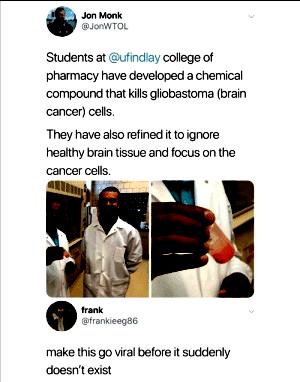 Jon Monk
@JonWTOL
Students at @ufindlay college of
pharmacy have developed a chemical
compound that kills gliobastoma (brain
cancer) cells.
They have also refined it to ignore
healthy brain tissue and focus on the
cancer cells.
frank
@frankieeg86
make this go viral before it suddenly
doesn't exist